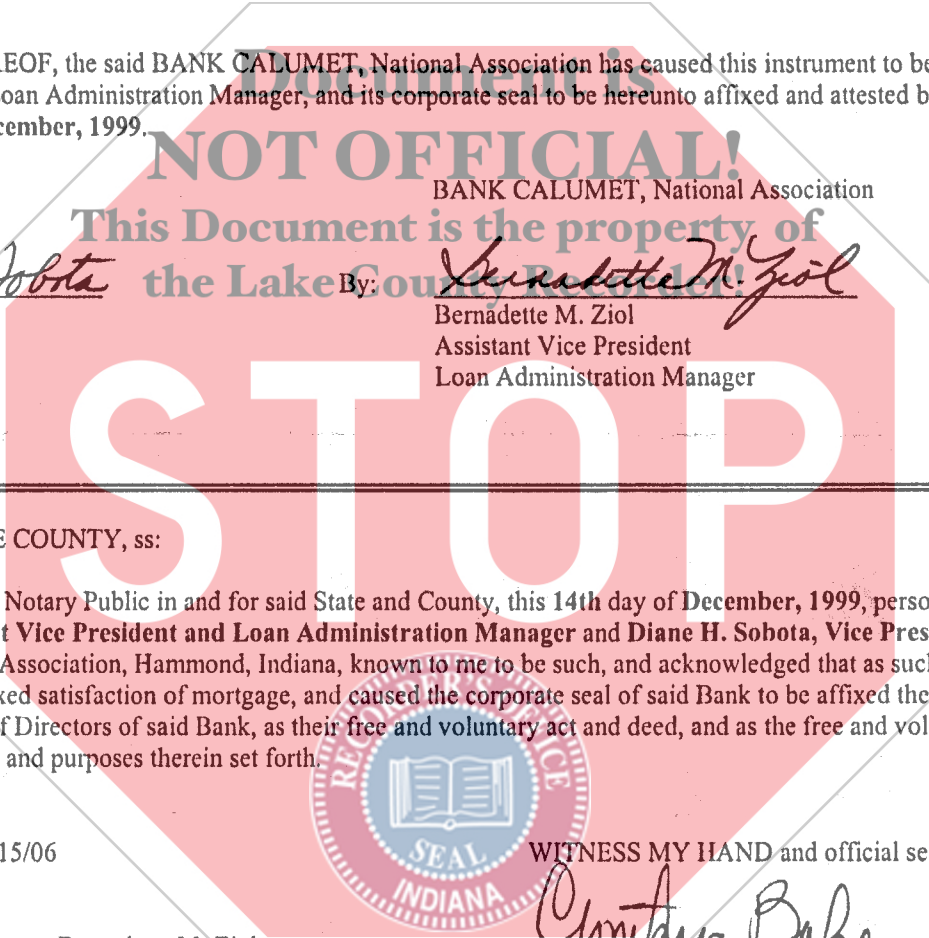 EOF, the said BANK CALUMET, National Association has caused this instrument to be
oan Administration Manager, and its corporate seal to be hereunto affixed and attested b
cember, 1999.
Document is
NOT OFFICIAL!
This Document is the property of
the Lake County Recorder!
BANK CALUMET, National Association
Sobota
By: Bernadette M. Ziol
Bernadette M. Ziol
Assistant Vice President
Loan Administration Manager
STOP
E COUNTY, ss:
Notary Public in and for said State and County, this 14th day of December, 1999, perso
t Vice President and Loan Administration Manager and Diane H. Sobota, Vice Pres
Association, Hammond, Indiana, known to me to be such, and acknowledged that as suc
xed satisfaction of mortgage, and caused the corporate seal of said Bank to be affixed the
f Directors of said Bank, as their free and voluntary act and deed, and as the free and vol
and purposes therein set forth.
RECORDER'S OFFICE
SEAL
INDIANA
15/06
WITNESS MY HAND and official se